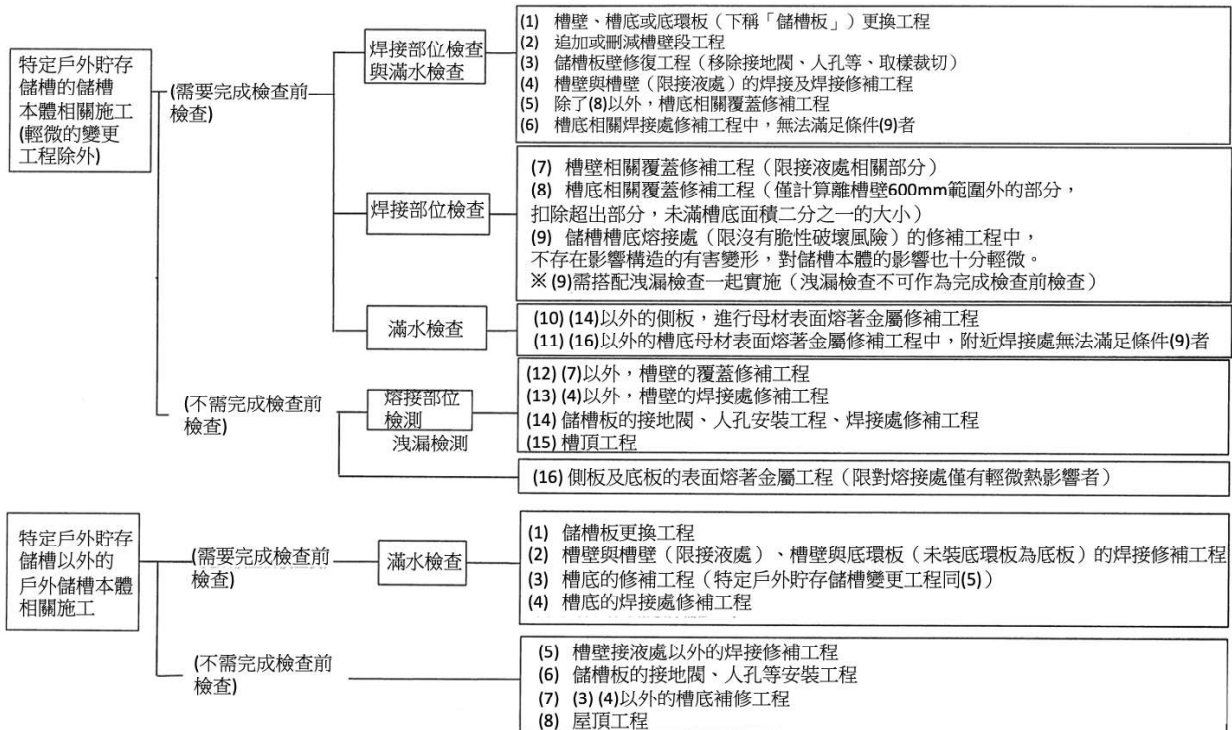 特定戶外貯存
儲槽的儲槽
本體相關施工
(輕微的變更
工程除外)
(需要完成檢查前
檢查)
焊接部位檢查
與滿水檢查
(1) 槽壁、槽底或底環板（下稱「儲槽板」）更換工程
(2) 追加或刪減槽壁段工程
(3) 儲槽板壁修復工程（移除接地閥、人孔等、取樣裁切）
(4) 槽壁與槽壁（限接液處）的焊接及焊接修補工程
(5) 除了(8)以外，槽底相關覆蓋修補工程
(6) 槽底相關焊接處修補工程中，無法滿足條件(9)者
焊接部位檢查
(7) 槽壁相關覆蓋修補工程（限接液處相關部分）
(8) 槽底相關覆蓋修補工程（僅計算離槽壁600mm範圍外的部分，
扣除超出部分，未滿槽底面積二分之一的大小）
(9) 儲槽槽底熔接處（限沒有脆性破壞風險）的修補工程中，
不存在影響構造的有害變形，對儲槽本體的影響也十分輕微。
※ (9)需搭配洩漏檢查一起實施（洩漏檢查不可作為完成檢查前檢查）
滿水檢查
(10) (14)以外的側板，進行母材表面熔著金屬修補工程
(11) (16)以外的槽底母材表面熔著金屬修補工程中，附近焊接處無法滿足條件(9)者
(不需完成檢查前
檢查)
熔接部位
檢測
洩漏檢測
(12) (7)以外，槽壁的覆蓋修補工程
(13) (4)以外，槽壁的焊接處修補工程
(14) 儲槽板的接地閥、人孔安裝工程、焊接處修補工程
(15) 槽頂工程
(16) 側板及底板的表面熔著金屬工程（限對熔接處僅有輕微熱影響者）
特定戶外貯存
儲槽以外的
戶外儲槽本體
相關施工
(需要完成檢查前
檢查)
滿水檢查
(1) 儲槽板更換工程
(2) 槽壁與槽壁（限接液處）、槽壁與底環板（未裝底環板為底板）的焊接修補工程
(3) 槽底的修補工程（特定戶外貯存儲槽變更工程同(5)）
(4) 槽底的焊接處修補工程
(不需完成檢查前
檢查)
(5) 槽壁接液處以外的焊接修補工程
(6) 儲槽板的接地閥、人孔等安裝工程
(7) (3) (4)以外的槽底補修工程
(8) 屋頂工程